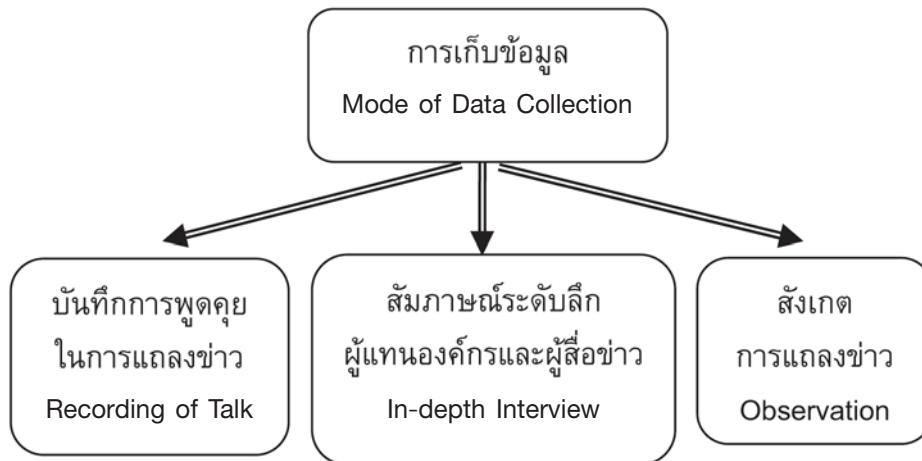 การเก็บข้อมูล
Mode of Data Collection
บันทึกการพูดคุย
ในการแถลงข่าว
Recording of Talk
สัมภาษณ์ระดับลึก
ผู้แทนองค์กรและผู้สื่อข่าว
In-depth Interview
สังเกต
การแถลงข่าว
Observation